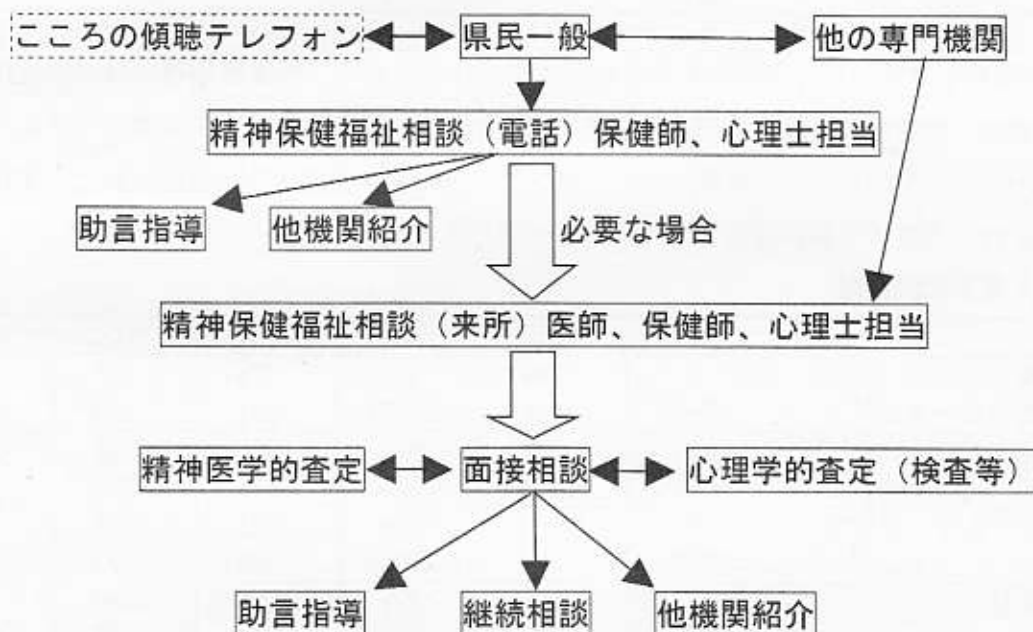 こころの傾聴テレフォン 県民一般 他の専門機関
精神保健福祉相談（電話）保健師、心理士担当
助言指導 他機関紹介 必要な場合
精神保健福祉相談（来所）医師、保健師、心理士担当
精神医学的査定 面接相談 心理学的査定（検査等）
助言指導 継続相談 他機関紹介